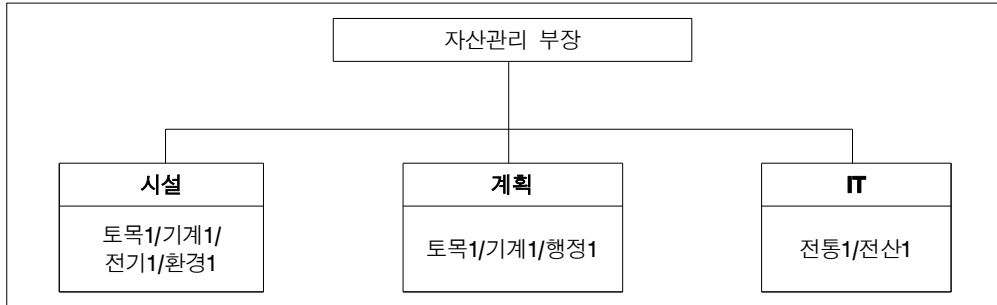 자산관리 부장
시설
토목1/기계1/
전기1/환경1
계획
토목1/기계1/행정1
IT
전통1/전산1